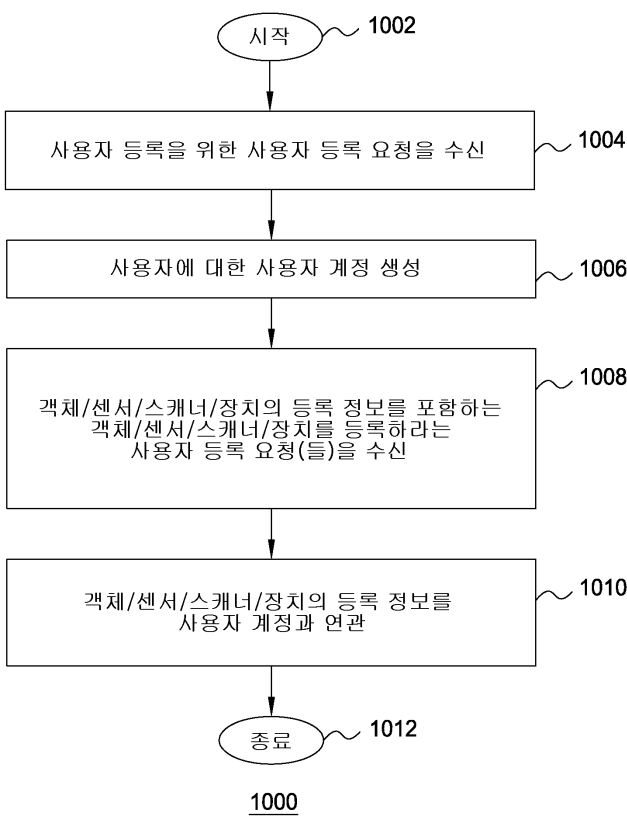 시작
1002
사용자 등록을 위한 사용자 등록 요청을 수신
1004
사용자에 대한 사용자 계정 생성
1006
객체/센서/스캐너/장치의 등록 정보를 포함하는
객체/센서/스캐너/장치를 등록하라는
사용자 등록 요청(들)을 수신
1008
객체/센서/스캐너/장치의 등록 정보를
사용자 계정과 연관
1010
종료
1012
1000